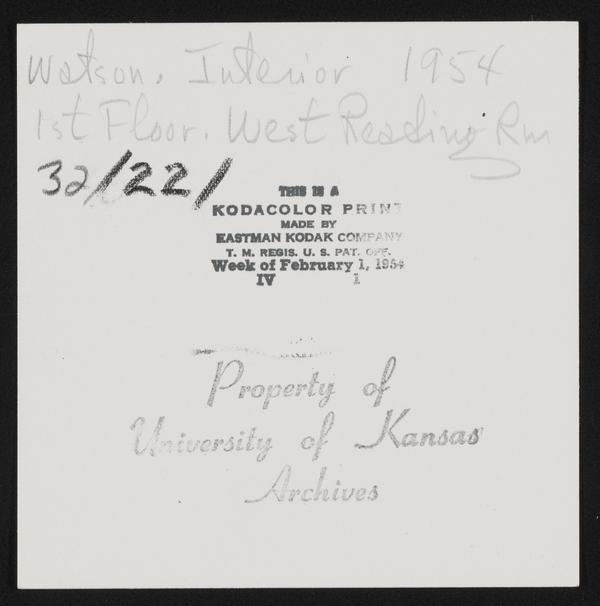 Watson. Interior 1954
1st Floor. West Reading Rm
32/22/
THIS IS A
KODACOLOR PRINT
MADE BY
EASTMAN KODAK COMPANY
T. M. REGIS. U. S. PAT. OFF.
Week of February 1, 1954
IV 1
Property of
University of Kansas
Archives